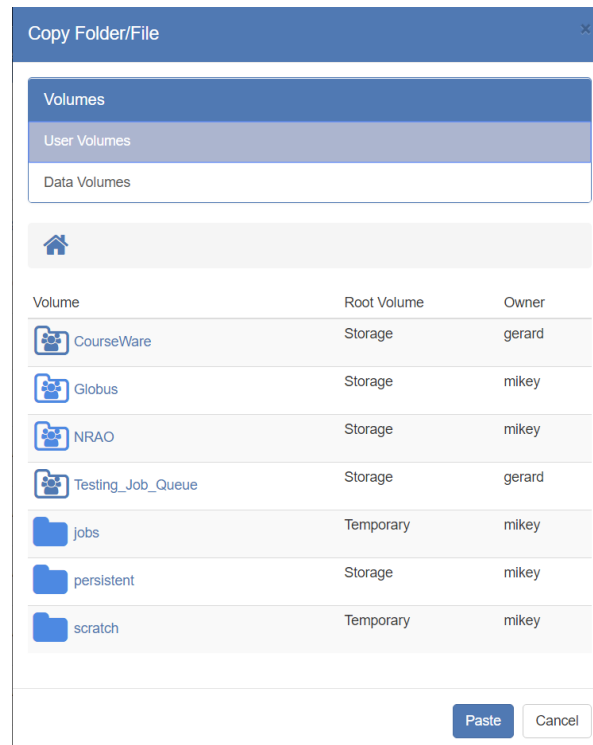 Copy Folder/File ×
Volumes
User Volumes
Data Volumes
Volume Root Volume Owner
CourseWare Storage gerard
Globus Storage mikey
NRAO Storage mikey
Testing_Job_Queue Storage gerard
jobs Temporary mikey
persistent Storage mikey
scratch Temporary mikey
Paste Cancel